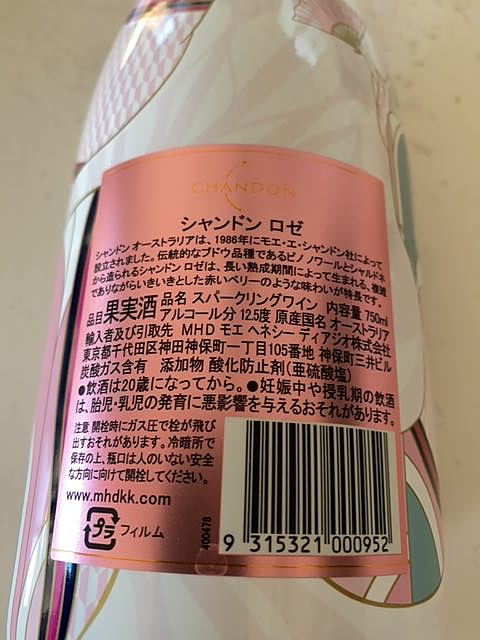 CHANDON
シャンドン ロゼ
シャンドン オーストラリアは、1986年にモエ・エ・シャンドン社によって
設立されました。伝統的なブドウ品種であるピノ ノワールとシャルドネ
から造られるシャンドン ロゼは、長い熟成期間によって生まれる、複雑
でありながらいきいきとした赤いベリーのような味わいが特長です。
品目 果実酒 品名 スパークリングワイン 内容量 750ml
アルコール分 12.5度 原産国名 オーストラリア
輸入者及び引取先 MHD モエ ヘネシー ディアジオ株式会社
東京都千代田区神田神保町一丁目105番地 神保町三井ビル
炭酸ガス含有 添加物 酸化防止剤(亜硫酸塩)
●飲酒は20歳になってから。●妊娠中や授乳期の飲酒
は、胎児・乳児の発育に悪影響を与えるおそれがあります。
注意 開栓時にガス圧で栓が飛び
出すおそれがあります。冷暗所で
保存の上、瓶口は人のいない安全
な方向に向けて開栓してください。
www.mhdkk.com
プラ フィルム
400478
9 315321 000952